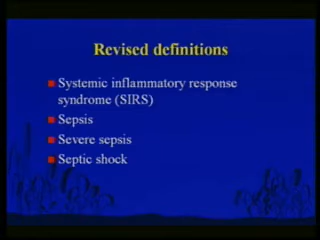 Revised definitions
Systemic inflammatory response
syndrome (SIRS)
Sepsis
Severe sepsis
Septic shock